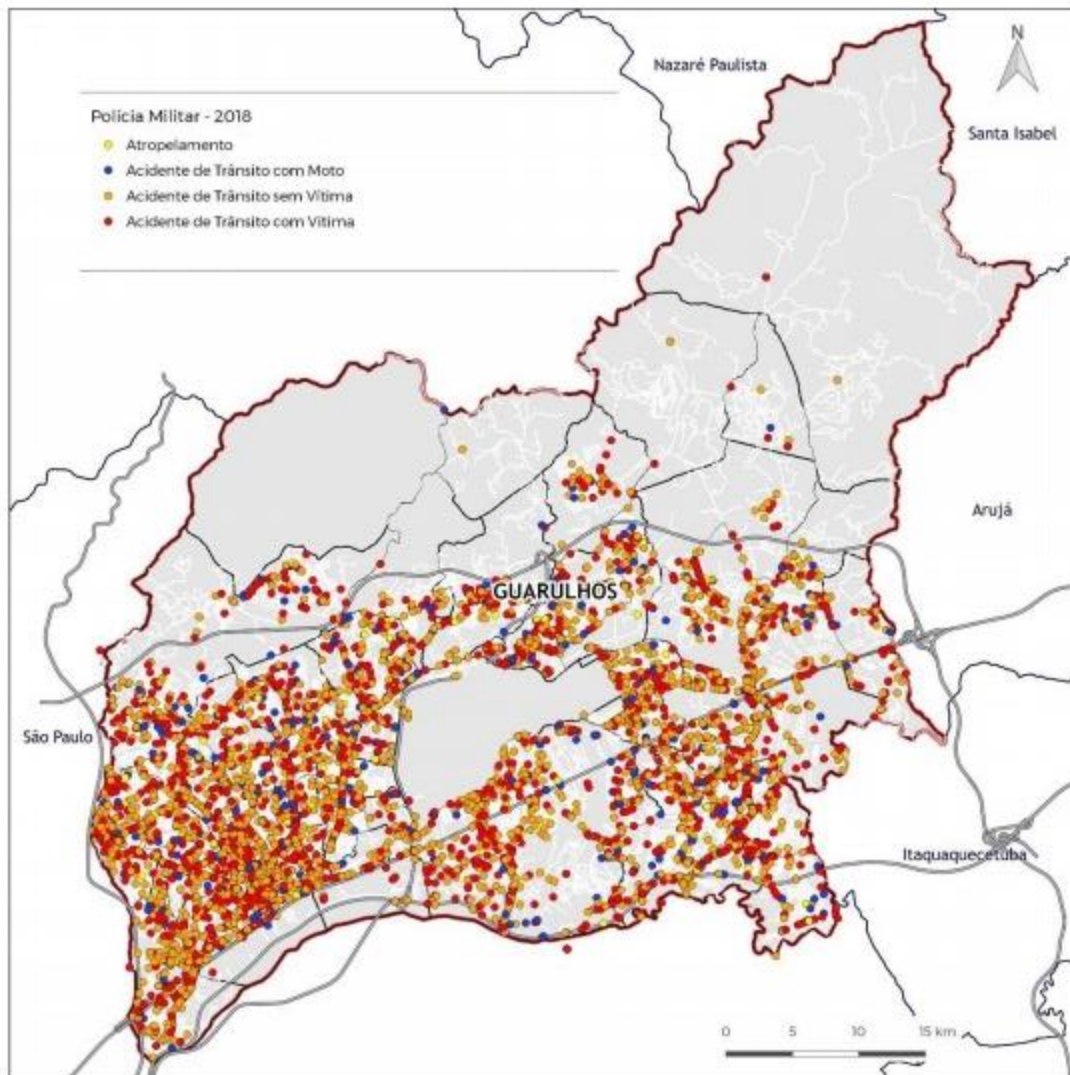 N
Nazaré Paulista
Santa Isabel
Polícia Militar - 2018
Atropelamento
Acidente de Trânsito com Moto
Acidente de Trânsito sem Vítima
Acidente de Trânsito com Vítima
Arujá
GUARULHOS
São Paulo
Itaquaquecetuba
0 5 10 15 km